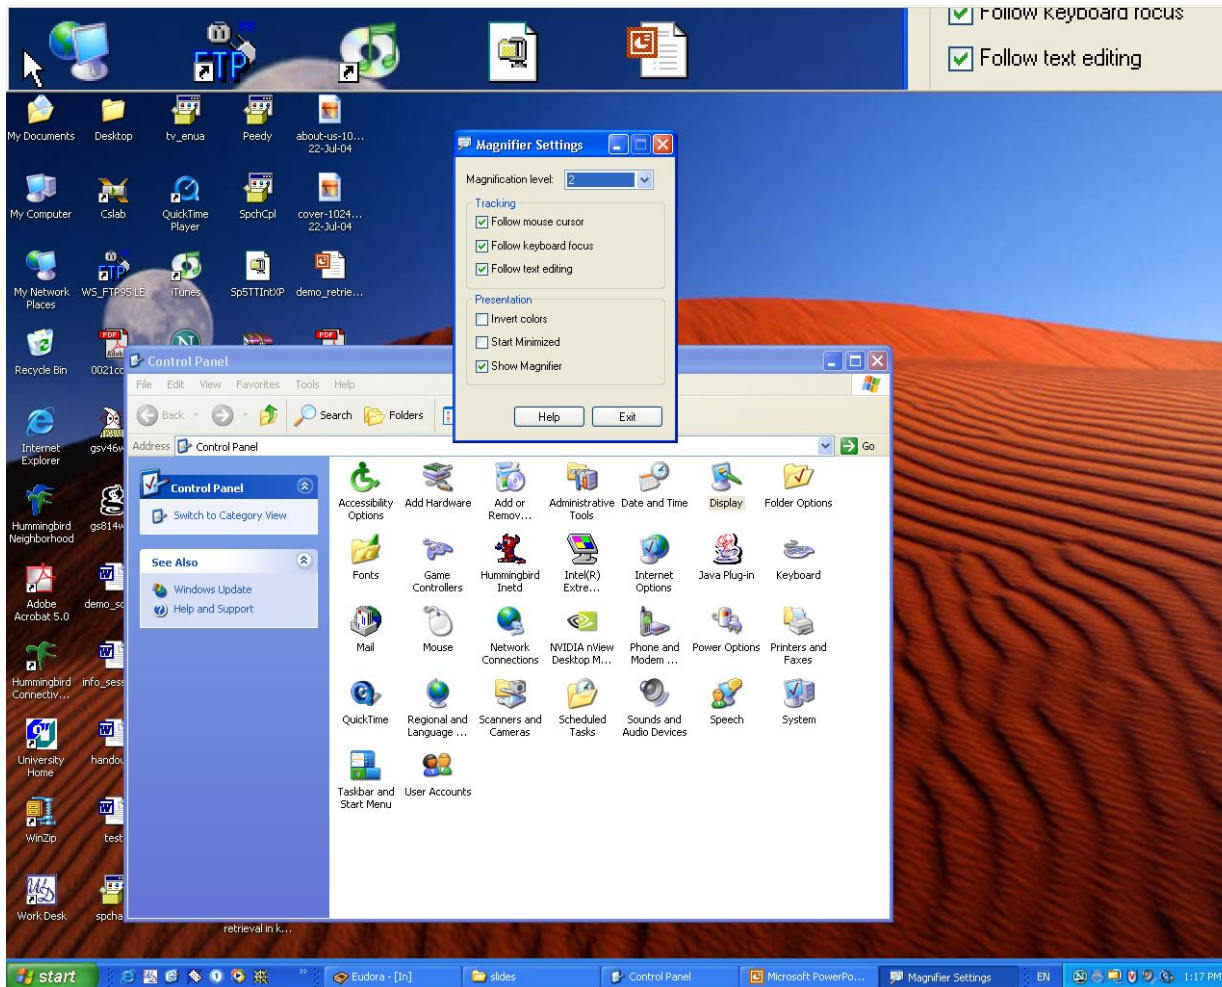 Follow keyboard focus
FTP
Follow text editing
My Documents
Desktop
tv_enua
Peedy
about-us-10...
22-Jul-04
Magnifier Settings
Magnification level: 2
Tracking
Follow mouse cursor
Follow keyboard focus
Follow text editing
Presentation
Invert colors
Start Minimized
Show Magnifier
Help
Exit
My Computer
Cslab
QuickTime
Player
SpchCpl
cover-1024...
22-Jul-04
My Network
Places
WS_FTP95 LE
iTunes
Sp5TTIntXP
demo_retrie...
Recycle Bin
Internet
Explorer
Hummingbird
Neighborhood
Adobe
Acrobat 5.0
Hummingbird
Connectiv...
University
Home
handou
WinZip
test
Work Desk
spcha
retrieval in k...
Control Panel
File Edit View Favorites Tools Help
Back
Search
Folders
Address Control Panel
Go
Control Panel
Switch to Category View
See Also
Windows Update
Help and Support
Accessibility
Options
Add Hardware
Add or
Remov...
Administrative
Tools
Date and Time
Display
Folder Options
Fonts
Game
Controllers
Hummingbird
Inetd
Intel(R)
Extre...
Internet
Options
Java Plug-in
Keyboard
Mail
Mouse
Network
Connections
NVIDIA nView
Desktop M...
Phone and
Modem ...
Power Options
Printers and
Faxes
QuickTime
Regional and
Language ...
Scanners and
Cameras
Scheduled
Tasks
Sounds and
Audio Devices
Speech
System
Taskbar and
Start Menu
User Accounts
start
Eudora - [In]
slides
Control Panel
Microsoft PowerPo...
Magnifier Settings
EN
1:17 PM